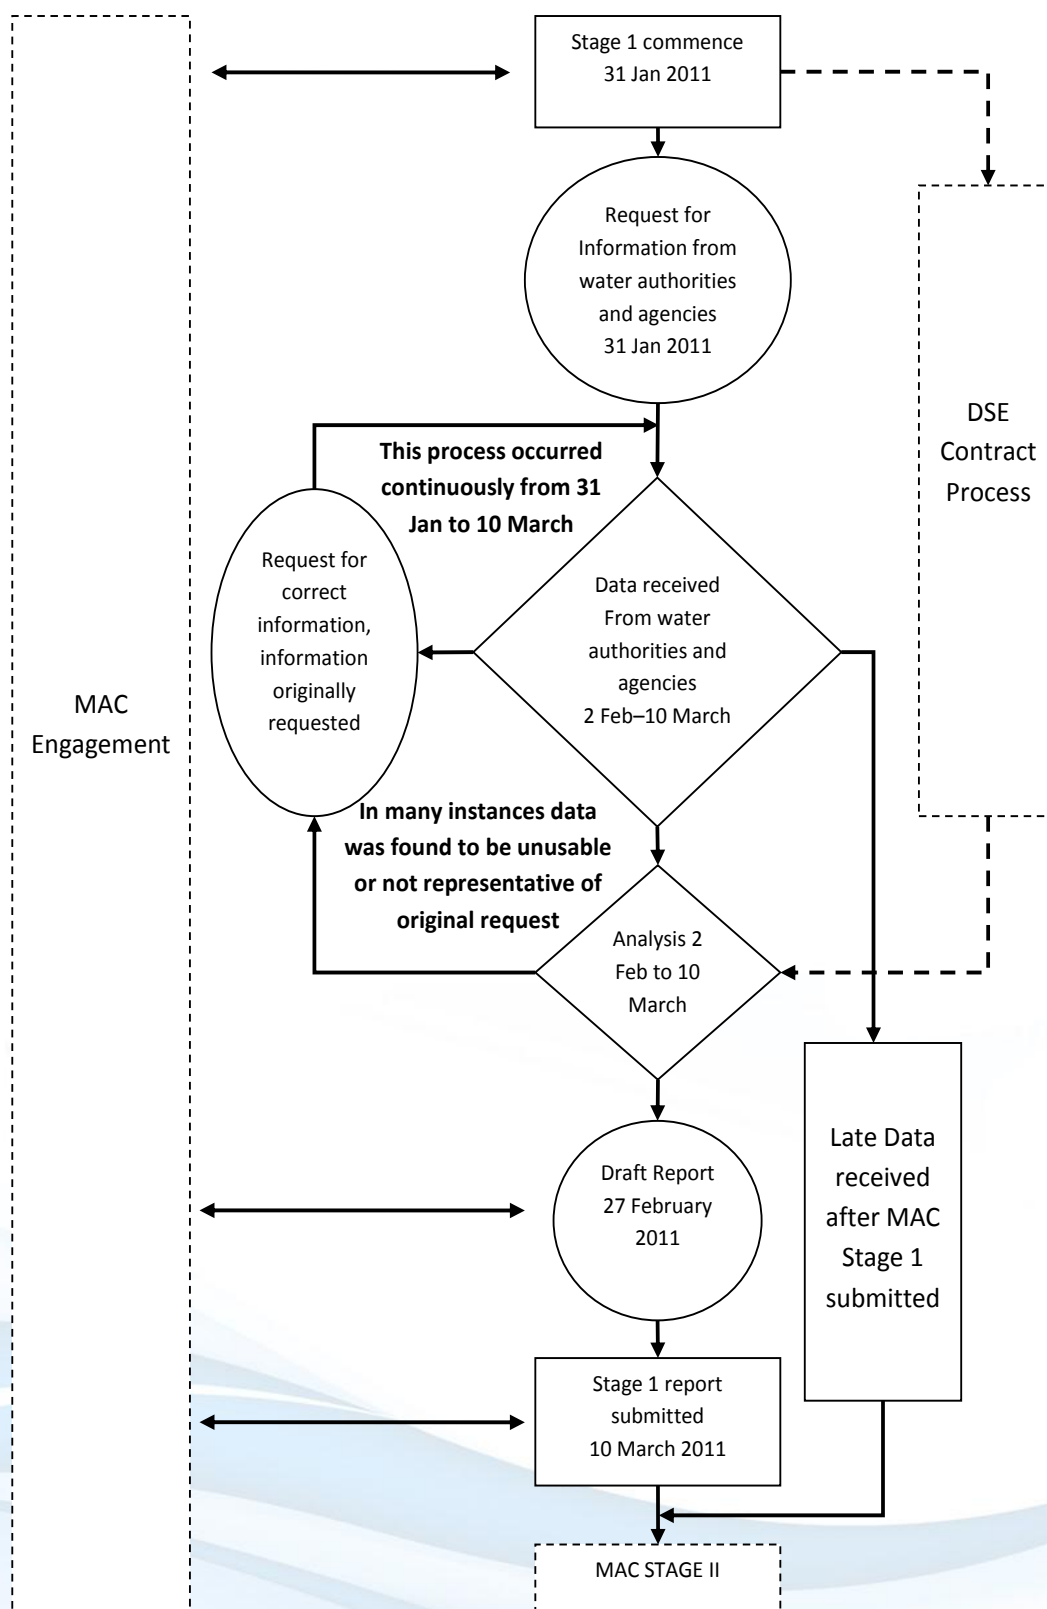 Stage 1 commence
31 Jan 2011
Request for
Information from
water authorities
and agencies
31 Jan 2011
DSE
Contract
Process
This process occurred
continuously from 31
Jan to 10 March
Request for
correct
information,
information
originally
requested
Data received
From water
authorities and
agencies
2 Feb–10 March
MAC
Engagement
In many instances data
was found to be unusable
or not representative of
original request
Analysis 2
Feb to 10
March
Late Data
received
after MAC
Stage 1
submitted
Draft Report
27 February
2011
Stage 1 report
submitted
10 March 2011
MAC STAGE II